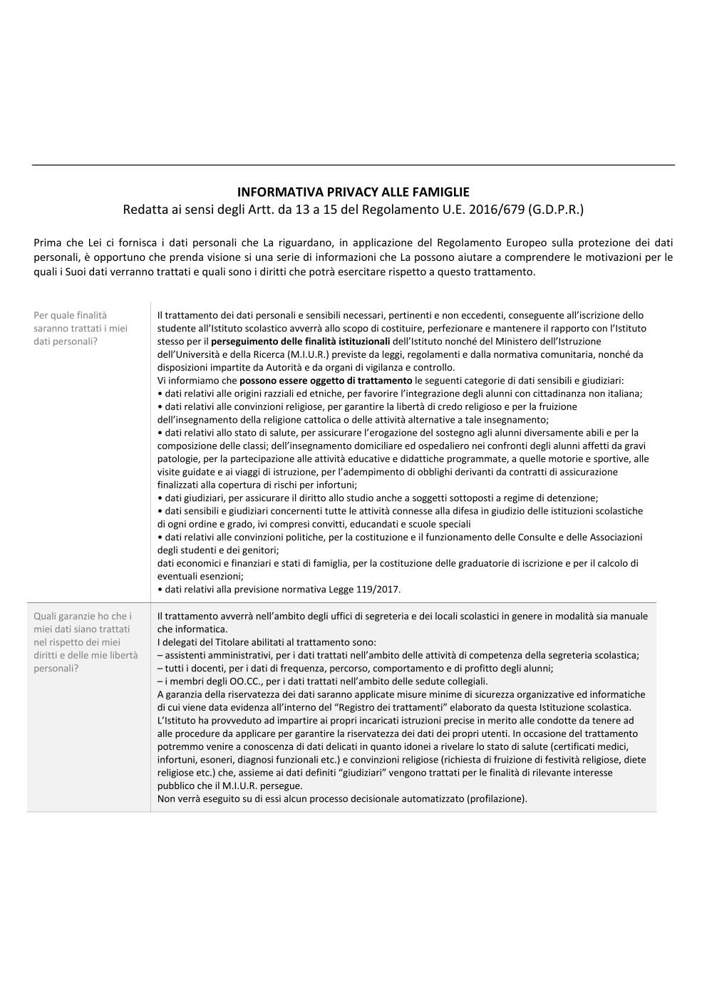 INFORMATIVA PRIVACY ALLE FAMIGLIE
Redatta ai sensi degli Artt. da 13 a 15 del Regolamento U.E. 2016/679 (G.D.P.R.)
Prima che Lei ci fornisca i dati personali che La riguardano, in applicazione del Regolamento Europeo sulla protezione dei dati
personali, è opportuno che prenda visione si una serie di informazioni che La possono aiutare a comprendere le motivazioni per le
quali i Suoi dati verranno trattati e quali sono i diritti che potrà esercitare rispetto a questo trattamento.
Per quale finalità
saranno trattati i miei
dati personali?
Il trattamento dei dati personali e sensibili necessari, pertinenti e non eccedenti, conseguente all’iscrizione dello
studente all’Istituto scolastico avverrà allo scopo di costituire, perfezionare e mantenere il rapporto con l’Istituto
stesso per il perseguimento delle finalità istituzionali dell’Istituto nonché del Ministero dell’Istruzione
dell’Università e della Ricerca (M.I.U.R.) previste da leggi, regolamenti e dalla normativa comunitaria, nonché da
disposizioni impartite da Autorità e da organi di vigilanza e controllo.
Vi informiamo che possono essere oggetto di trattamento le seguenti categorie di dati sensibili e giudiziari:
• dati relativi alle origini razziali ed etniche, per favorire l’integrazione degli alunni con cittadinanza non italiana;
• dati relativi alle convinzioni religiose, per garantire la libertà di credo religioso e per la fruizione
dell’insegnamento della religione cattolica o delle attività alternative a tale insegnamento;
• dati relativi allo stato di salute, per assicurare l’erogazione del sostegno agli alunni diversamente abili e per la
composizione delle classi; dell’insegnamento domiciliare ed ospedaliero nei confronti degli alunni affetti da gravi
patologie, per la partecipazione alle attività educative e didattiche programmate, a quelle motorie e sportive, alle
visite guidate e ai viaggi di istruzione, per l’adempimento di obblighi derivanti da contratti di assicurazione
finalizzati alla copertura di rischi per infortuni;
• dati giudiziari, per assicurare il diritto allo studio anche a soggetti sottoposti a regime di detenzione;
• dati sensibili e giudiziari concernenti tutte le attività connesse alla difesa in giudizio delle istituzioni scolastiche
di ogni ordine e grado, ivi compresi convitti, educandati e scuole speciali
• dati relativi alle convinzioni politiche, per la costituzione e il funzionamento delle Consulte e delle Associazioni
degli studenti e dei genitori;
dati economici e finanziari e stati di famiglia, per la costituzione delle graduatorie di iscrizione e per il calcolo di
eventuali esenzioni;
• dati relativi alla previsione normativa Legge 119/2017.
Quali garanzie ho che i
miei dati siano trattati
nel rispetto dei miei
diritti e delle mie libertà
personali?
Il trattamento avverrà nell’ambito degli uffici di segreteria e dei locali scolastici in genere in modalità sia manuale
che informatica.
I delegati del Titolare abilitati al trattamento sono:
– assistenti amministrativi, per i dati trattati nell’ambito delle attività di competenza della segreteria scolastica;
– tutti i docenti, per i dati di frequenza, percorso, comportamento e di profitto degli alunni;
– i membri degli OO.CC., per i dati trattati nell’ambito delle sedute collegiali.
A garanzia della riservatezza dei dati saranno applicate misure minime di sicurezza organizzative ed informatiche
di cui viene data evidenza all’interno del “Registro dei trattamenti” elaborato da questa Istituzione scolastica.
L’Istituto ha provveduto ad impartire ai propri incaricati istruzioni precise in merito alle condotte da tenere ad
alle procedure da applicare per garantire la riservatezza dei dati dei propri utenti. In occasione del trattamento
potremmo venire a conoscenza di dati delicati in quanto idonei a rivelare lo stato di salute (certificati medici,
infortuni, esoneri, diagnosi funzionali etc.) e convinzioni religiose (richiesta di fruizione di festività religiose, diete
religiose etc.) che, assieme ai dati definiti “giudiziari” vengono trattati per le finalità di rilevante interesse
pubblico che il M.I.U.R. persegue.
Non verrà eseguito su di essi alcun processo decisionale automatizzato (profilazione).